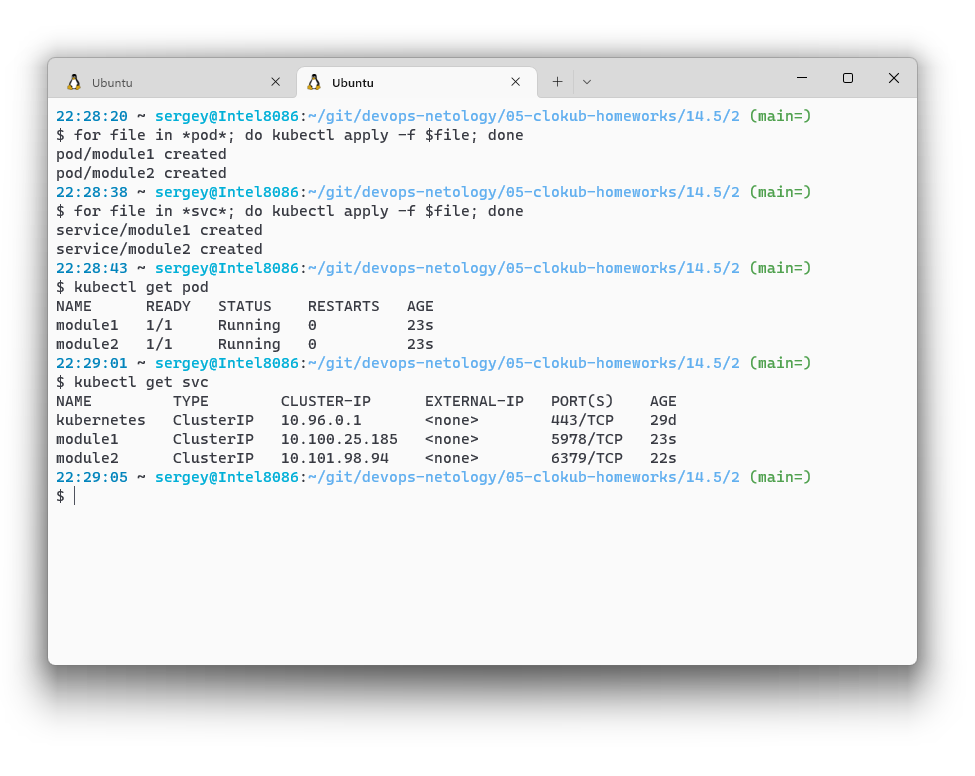 Ubuntu
Ubuntu
22:28:20 ~ sergey@Intel8086:~/git/devops-netology/05-clokub-homeworks/14.5/2 (main=)
$ for file in *pod*; do kubectl apply -f $file; done
pod/module1 created
pod/module2 created
22:28:38 ~ sergey@Intel8086:~/git/devops-netology/05-clokub-homeworks/14.5/2 (main=)
$ for file in *svc*; do kubectl apply -f $file; done
service/module1 created
service/module2 created
22:28:43 ~ sergey@Intel8086:~/git/devops-netology/05-clokub-homeworks/14.5/2 (main=)
$ kubectl get pod
NAME      READY   STATUS    RESTARTS   AGE
module1   1/1     Running   0          23s
module2   1/1     Running   0          23s
22:29:01 ~ sergey@Intel8086:~/git/devops-netology/05-clokub-homeworks/14.5/2 (main=)
$ kubectl get svc
NAME         TYPE        CLUSTER-IP      EXTERNAL-IP   PORT(S)    AGE
kubernetes   ClusterIP   10.96.0.1       <none>        443/TCP    29d
module1      ClusterIP   10.100.25.185   <none>        5978/TCP   23s
module2      ClusterIP   10.101.98.94    <none>        6379/TCP   22s
22:29:05 ~ sergey@Intel8086:~/git/devops-netology/05-clokub-homeworks/14.5/2 (main=)
$